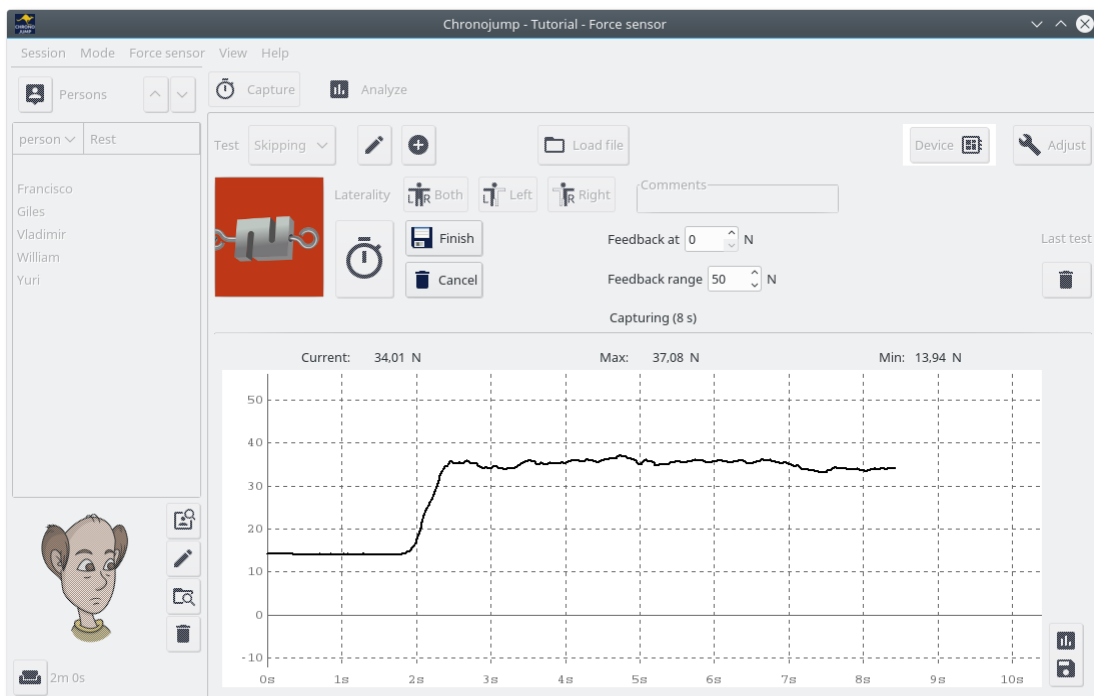 Chronojump - Tutorial - Force sensor
CHRONO
JUMP
Session Mode Force sensor View Help
Persons
Capture Analyze
person Rest
Test Skipping Load file Device Adjust
Francisco
Giles
Vladimir
William
Yuri
Laterality L R Both L Left R Right Comments
Finish Feedback at 0 N Last test
Cancel Feedback range 50 N
Capturing (8 s)
Current: 34,01 N Max: 37,08 N Min: 13,94 N
50
40
30
20
10
0
-10
0s 1s 2s 3s 4s 5s 6s 7s 8s 9s 10s
2m 0s